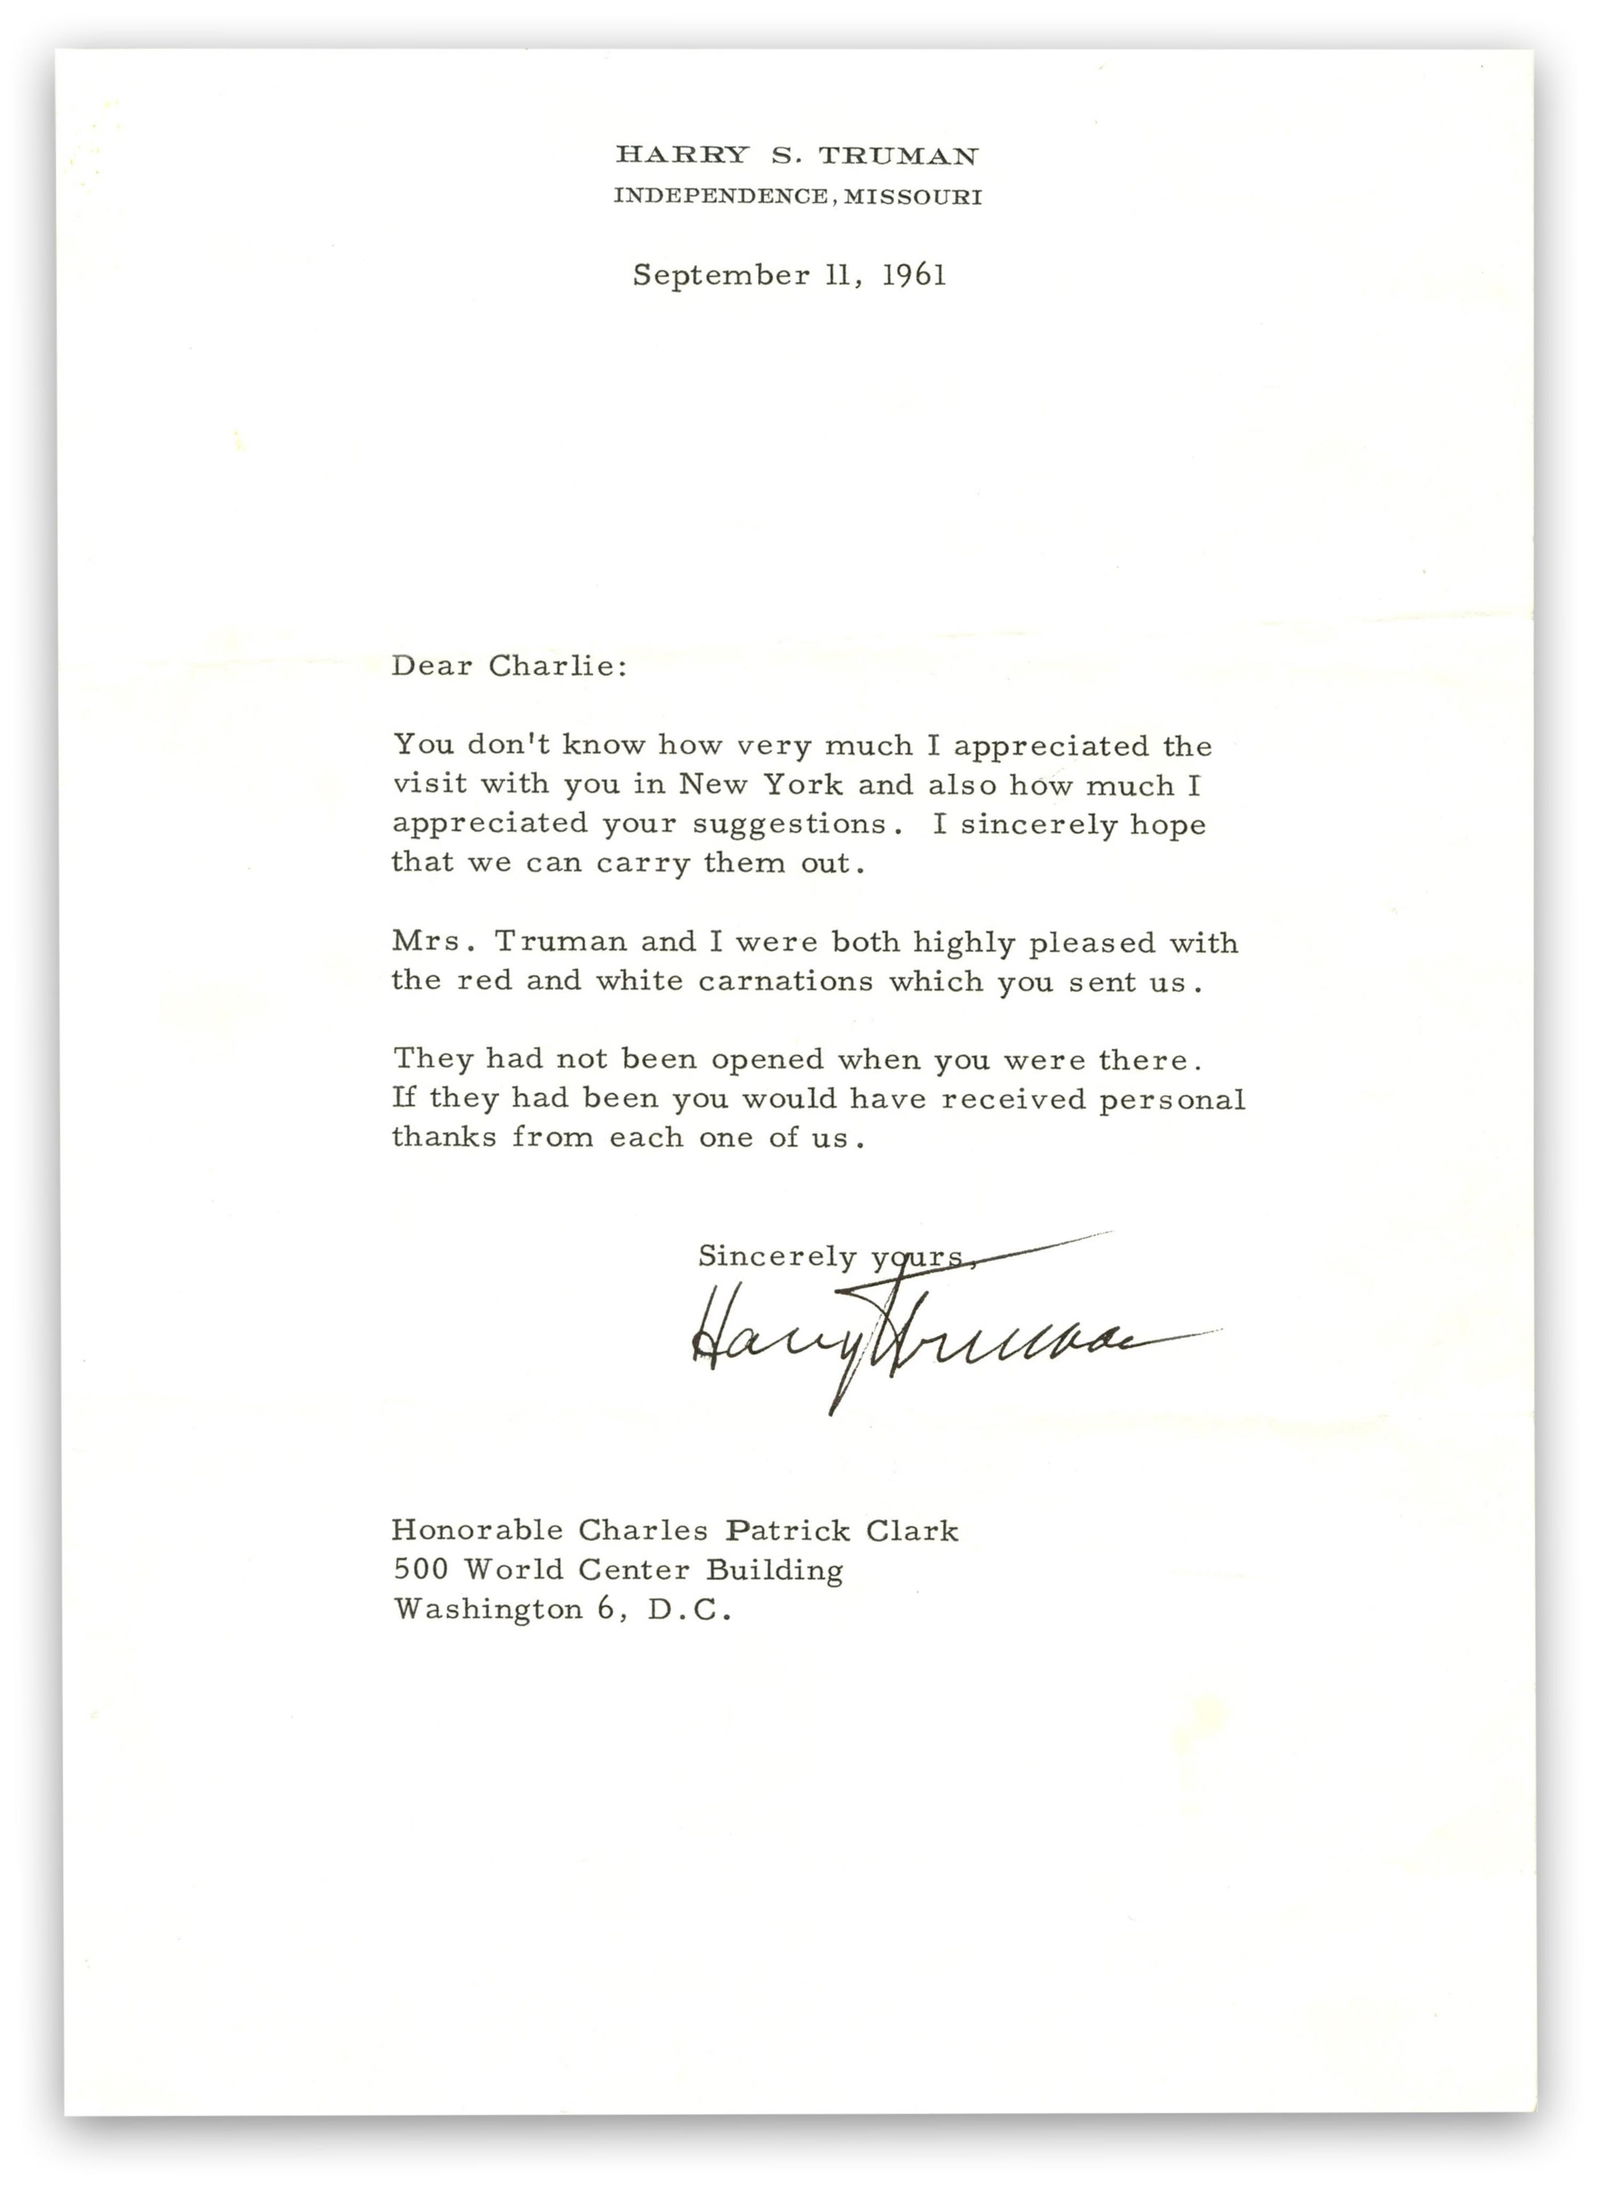 HARRY S. TRUMAN
INDEPENDENCE, MISSOURI
September 11, 1961
Dear Charlie:
You don't know how very much I appreciated the
visit with you in New York and also how much I
appreciated your suggestions. I sincerely hope
that we can carry them out.
Mrs. Truman and I were both highly pleased with
the red and white carnations which you sent us.
They had not been opened when you were there.
If they had been you would have received personal
thanks from each one of us.
Sincerely yours,
Harry Truman
Honorable Charles Patrick Clark
500 World Center Building
Washington 6, D.C.